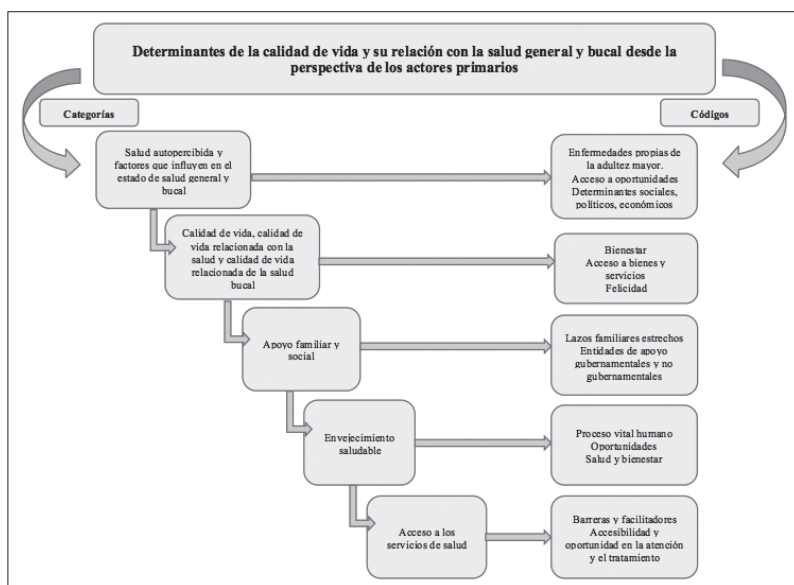 Determinantes de la calidad de vida y su relación con la salud general y bucal desde la
perspectiva de los actores primarios
Categorías
Códigos
Salud autopercibida y
factores que influyen en el
estado de salud general y
bucal
Enfermedades propias de
la adultez mayor.
Acceso a oportunidades
Determinantes sociales,
políticos, económicos
Calidad de vida, calidad de
vida relacionada con la
salud y calidad de vida
relacionada de la salud
bucal
Bienestar
Acceso a bienes y
servicios
Felicidad
Apoyo familiar y
social
Lazos familiares estrechos
Entidades de apoyo
gubernamentales y no
gubernamentales
Envejecimiento
saludable
Proceso vital humano
Oportunidades
Salud y bienestar
Acceso a los
servicios de salud
Barreras y facilitadores
Accesibilidad y
oportunidad en la atención
y el tratamiento